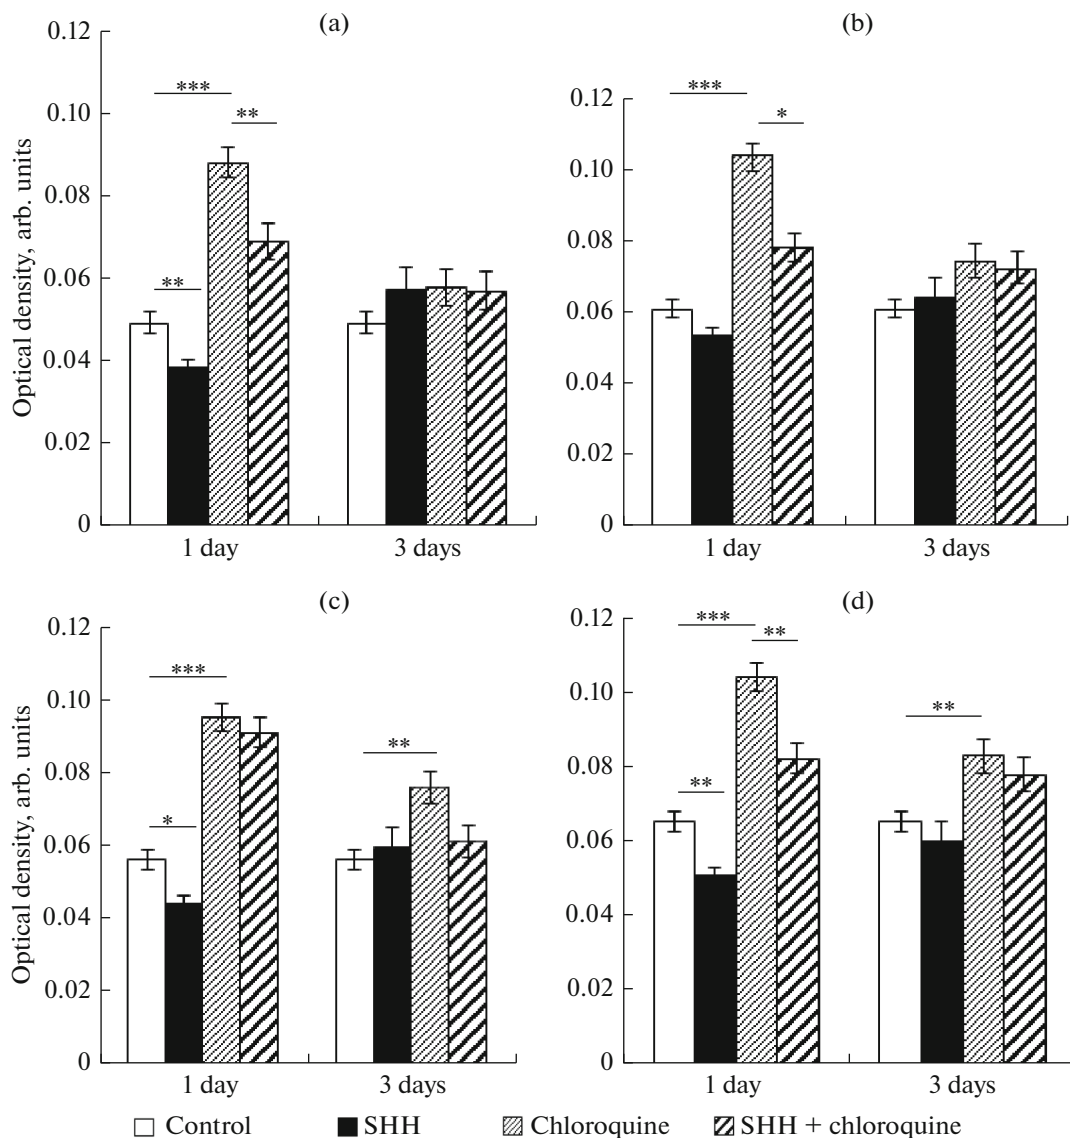 (a)
Optical density, arb. units
0.12
0.10
0.08
0.06
0.04
0.02
0
***
**
**
1 day
3 days
(b)
0.12
0.10
0.08
0.06
0.04
0.02
0
***
*
1 day
3 days
(c)
Optical density, arb. units
0.12
0.10
0.08
0.06
0.04
0.02
0
***
*
**
1 day
3 days
(d)
0.12
0.10
0.08
0.06
0.04
0.02
0
***
**
**
**
1 day
3 days
Control SHH Chloroquine SHH + chloroquine